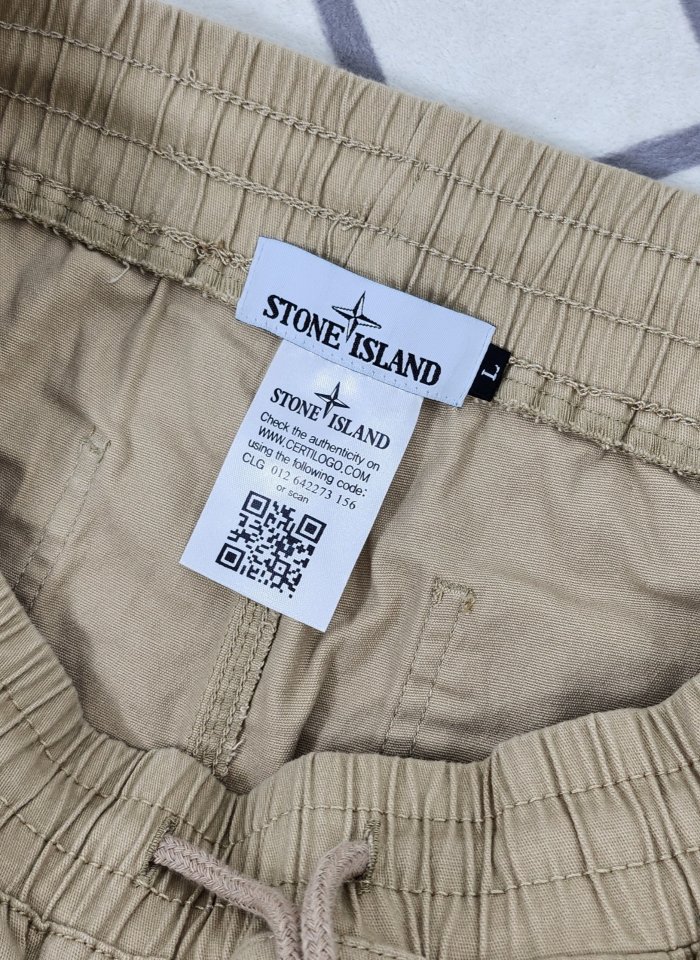 STONE ISLAND
L
STONE ISLAND
Check the authenticity on
WWW.CERTILOGO.COM
using the following code:
CLG 012 642273 156
or scan